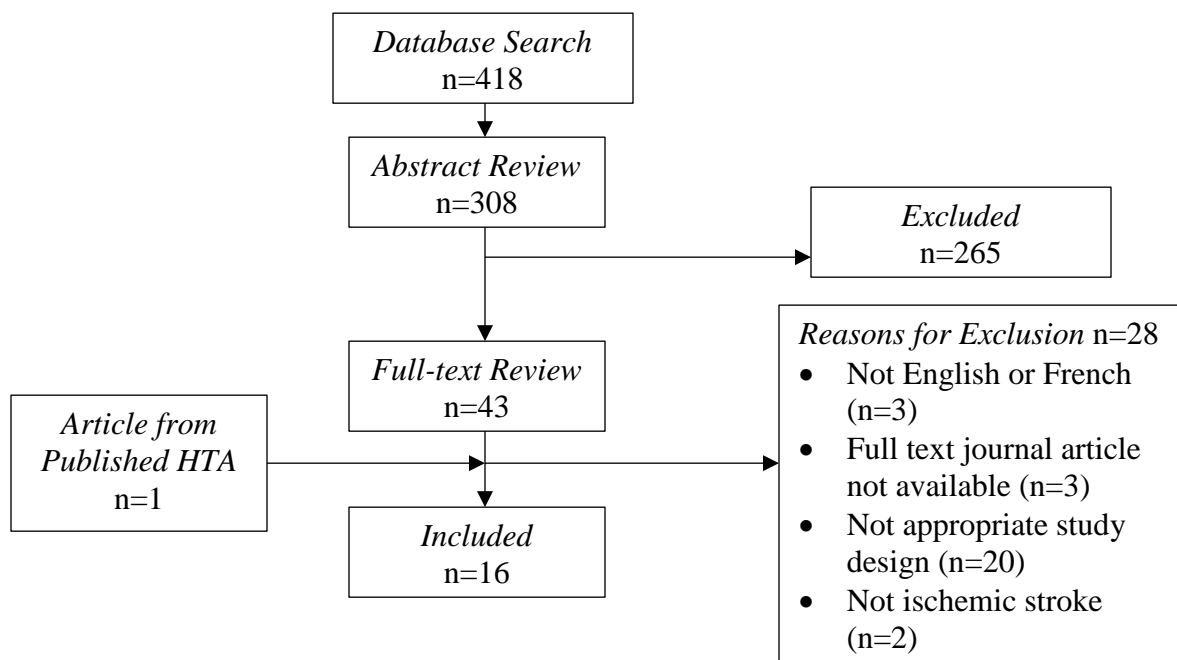 Database Search
n=418
Abstract Review
n=308
Excluded
n=265
Full-text Review
n=43
Article from
Published HTA
n=1
Reasons for Exclusion n=28
• Not English or French
(n=3)
• Full text journal article
not available (n=3)
• Not appropriate study
design (n=20)
• Not ischemic stroke
(n=2)
Included
n=16